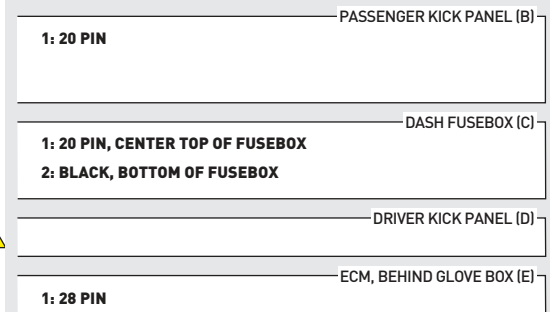 PASSENGER KICK PANEL (B)
1: 20 PIN
DASH FUSEBOX (C)
1: 20 PIN, CENTER TOP OF FUSEBOX
2: BLACK, BOTTOM OF FUSEBOX
DRIVER KICK PANEL (D)
ECM, BEHIND GLOVE BOX (E)
1: 28 PIN